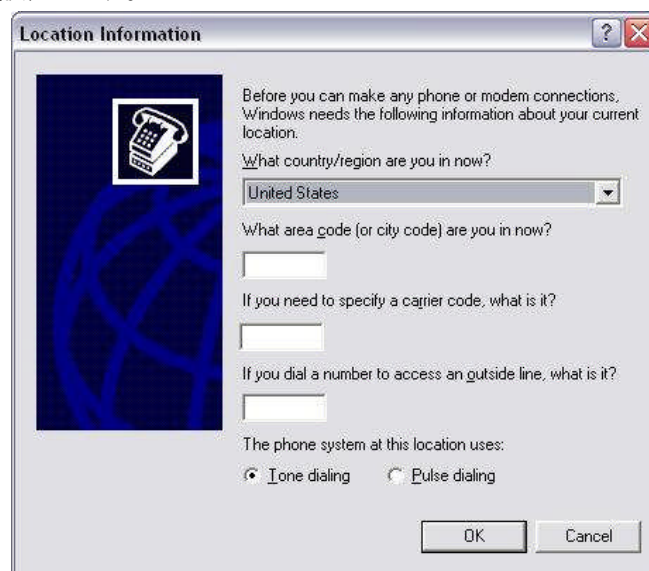 Location Information
Before you can make any phone or modem connections,
Windows needs the following information about your current
location.
What country/region are you in now?
United States
What area code (or city code) are you in now?
If you need to specify a carrier code, what is it?
If you dial a number to access an outside line, what is it?
The phone system at this location uses:
Tone dialing Pulse dialing
OK Cancel